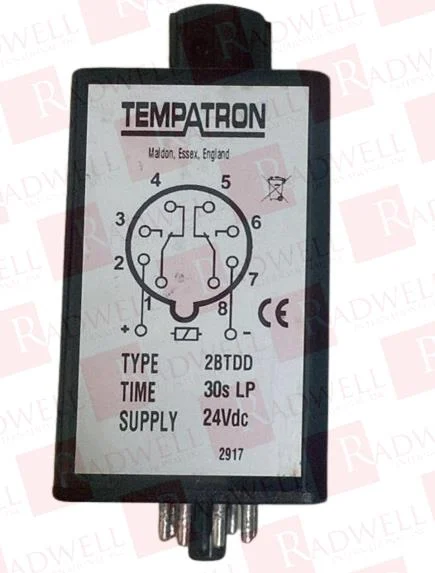 TEMPATRON
Maldon, Essex, England
4 5
3 6
2 7
1 8
+ -
CE
TYPE 2BTDD
TIME 30s LP
SUPPLY 24Vdc
2917
RADWELL